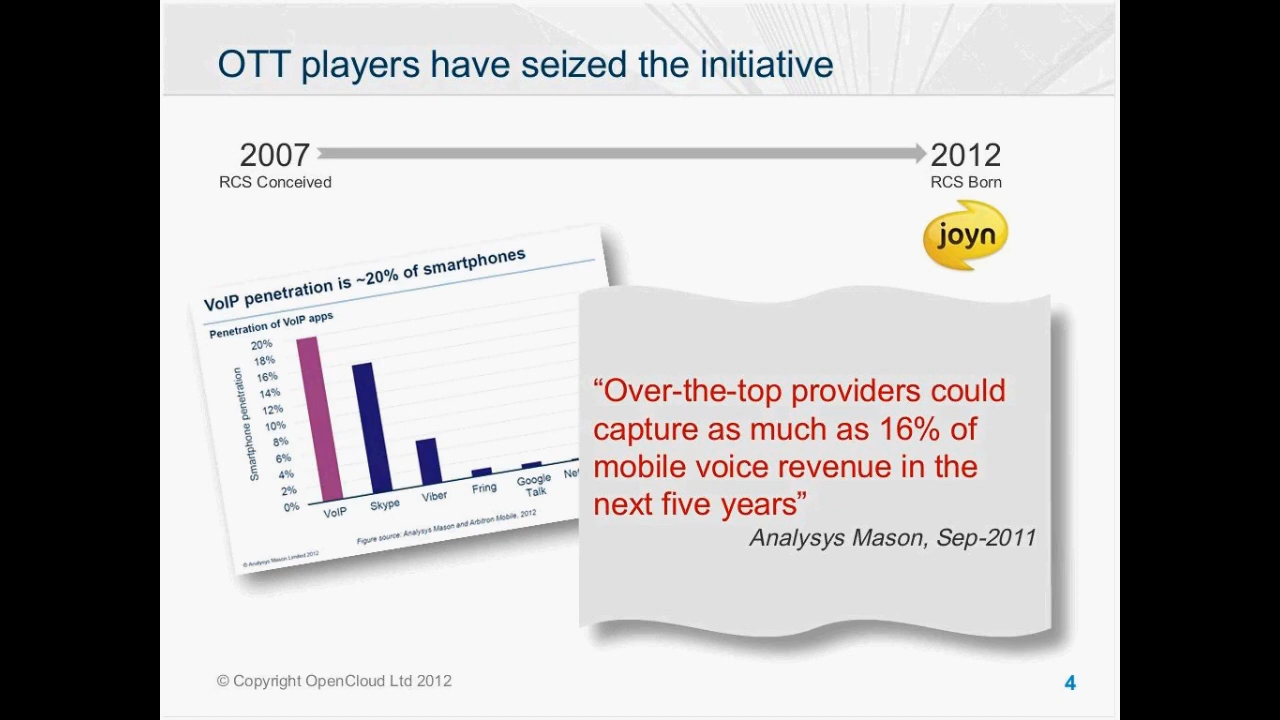 OTT players have seized the initiative
2007
RCS Conceived
2012
RCS Born
joyn
VoIP penetration is ~20% of smartphones
Penetration of VoIP apps
Smartphone penetration
20%
18%
16%
14%
12%
10%
8%
6%
4%
2%
0%
VoIP
Skype
Viber
Fring
Google
Talk
Figure source: Analysys Mason and Arbitron Mobile, 2012
© Analysys Mason Limited 2012
“Over-the-top providers could
capture as much as 16% of
mobile voice revenue in the
next five years”
Analysys Mason, Sep-2011
© Copyright OpenCloud Ltd 2012
4